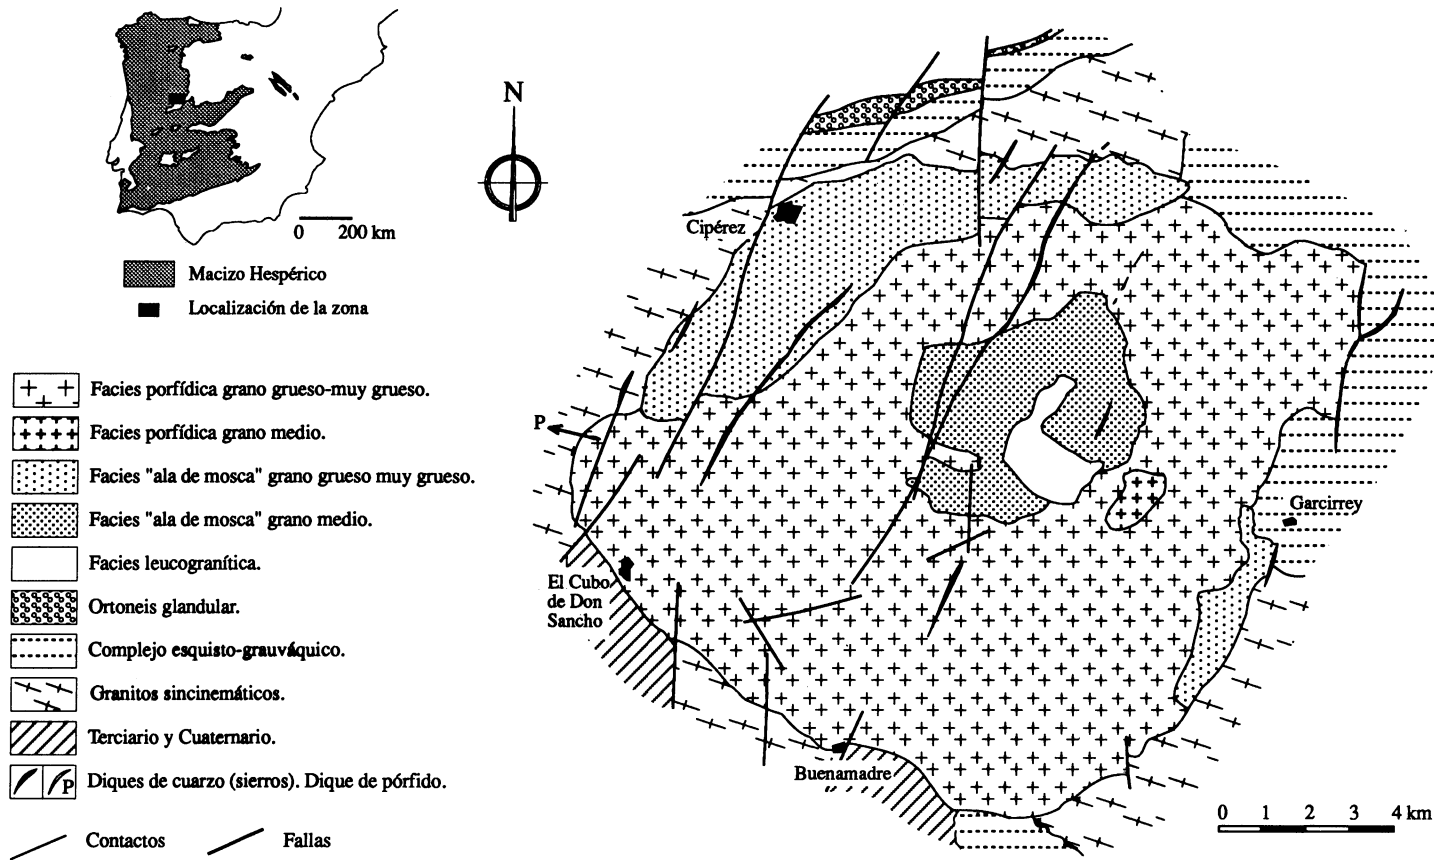 0 200 km
Macizo Hespérico
Localización de la zona
N
Facies porfídica grano grueso-muy grueso.
Facies porfídica grano medio.
Facies "ala de mosca" grano grueso muy grueso.
Facies "ala de mosca" grano medio.
Facies leucogranítica.
Ortoneis glandular.
Complejo esquisto-grauváquico.
Granitos sincinemáticos.
Terciario y Cuaternario.
P
Diques de cuarzo (sierros). Dique de pórfido.
Contactos
Fallas
Cipérez
P
Garcirrey
El Cubo
de Don
Sancho
Buenamadre
0 1 2 3 4 km